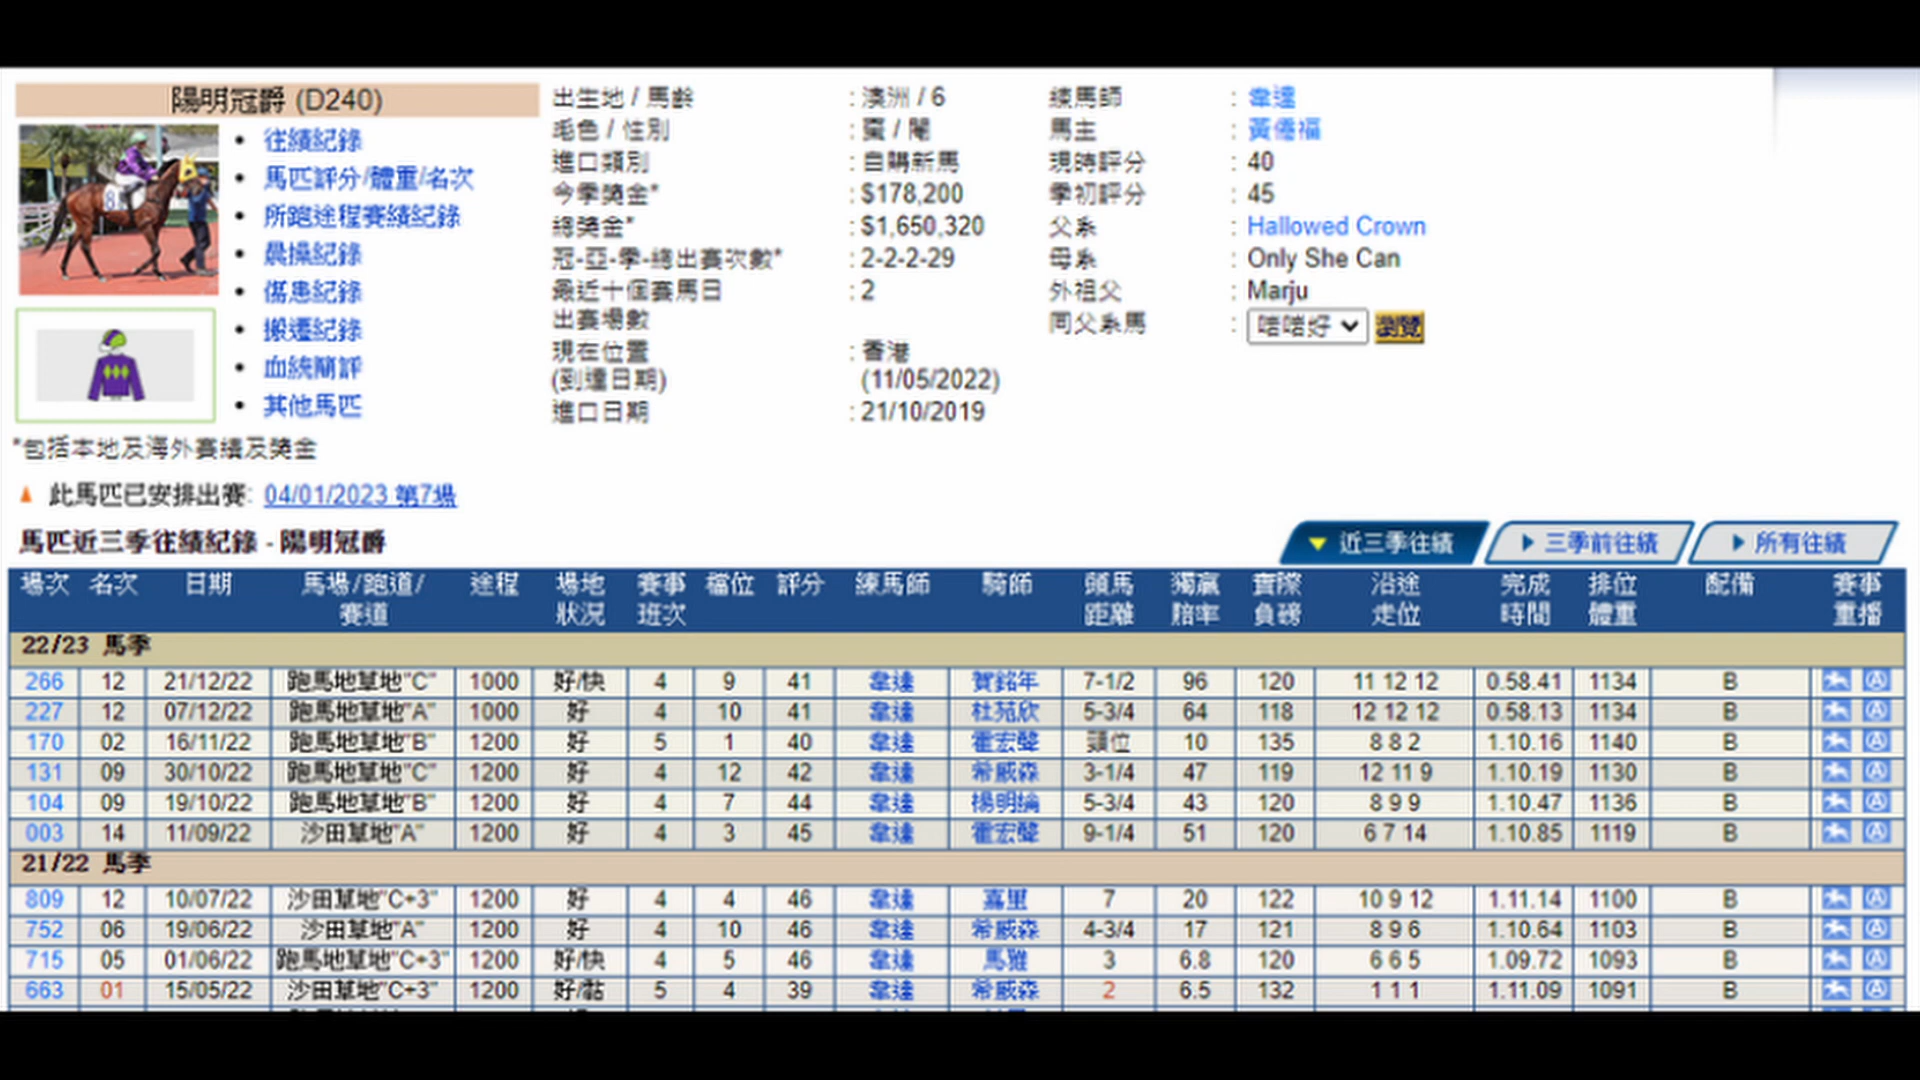 陽明冠爵 (D240)
• 往績紀錄
• 馬匹評分/體重/名次
• 所跑途程賽績紀錄
• 晨操紀錄
• 傷患紀錄
• 搬遷紀錄
• 血統簡評
• 其他馬匹
*包括本地及海外賽績及獎金
出生地 / 馬齡 : 澳洲 / 6
毛色 / 性別 : 棗 / 閹
進口類別 : 自購新馬
今季獎金* : $178,200
總獎金* : $1,650,320
冠-亞-季-總出賽次數* : 2-2-2-29
最近十個賽馬日 : 2
出賽場數
現在位置 : 香港
(到達日期) (11/05/2022)
進口日期 : 21/10/2019
練馬師 : 韋達
馬主 : 黃僑福
現時評分 : 40
季初評分 : 45
父系 : Hallowed Crown
母系 : Only She Can
外祖父 : Marju
同父系馬 : 啱啱好 瀏覽
此馬匹已安排出賽: 04/01/2023 第7場
馬匹近三季往績紀錄 - 陽明冠爵
近三季往績 三季前往績 所有往績
場次 名次 日期 馬場/跑道/ 途程 場地 賽事 檔位 評分 練馬師 騎師 頭馬 獨贏 實際 沿途 完成 排位 配備 賽事
賽道 狀況 班次 距離 賠率 負磅 走位 時間 體重 重播
22/23 馬季
266 12 21/12/22 跑馬地草地"C" 1000 好/快 4 9 41 韋達 賀銘年 7-1/2 96 120 11 12 12 0.58.41 1134 B
227 12 07/12/22 跑馬地草地"A" 1000 好 4 10 41 韋達 杜苑欣 5-3/4 64 118 12 12 12 0.58.13 1134 B
170 02 16/11/22 跑馬地草地"B" 1200 好 5 1 40 韋達 霍宏聲 頸位 10 135 8 8 2 1.10.16 1140 B
131 09 30/10/22 跑馬地草地"C" 1200 好 4 12 42 韋達 希威森 3-1/4 47 119 12 11 9 1.10.19 1130 B
104 09 19/10/22 跑馬地草地"B" 1200 好 4 7 44 韋達 楊明綸 5-3/4 43 120 8 9 9 1.10.47 1136 B
003 14 11/09/22 沙田草地"A" 1200 好 4 3 45 韋達 霍宏聲 9-1/4 51 120 6 7 14 1.10.85 1119 B
21/22 馬季
809 12 10/07/22 沙田草地"C+3" 1200 好 4 4 46 韋達 嘉里 7 20 122 10 9 12 1.11.14 1100 B
752 06 19/06/22 沙田草地"A" 1200 好 4 10 46 韋達 希威森 4-3/4 17 121 8 9 6 1.10.64 1103 B
715 05 01/06/22 跑馬地草地"C+3" 1200 好/快 4 5 46 韋達 馬雅 3 6.8 120 6 6 5 1.09.72 1093 B
663 01 15/05/22 沙田草地"C+3" 1200 好/黏 5 4 39 韋達 希威森 2 6.5 132 1 1 1 1.11.09 1091 B